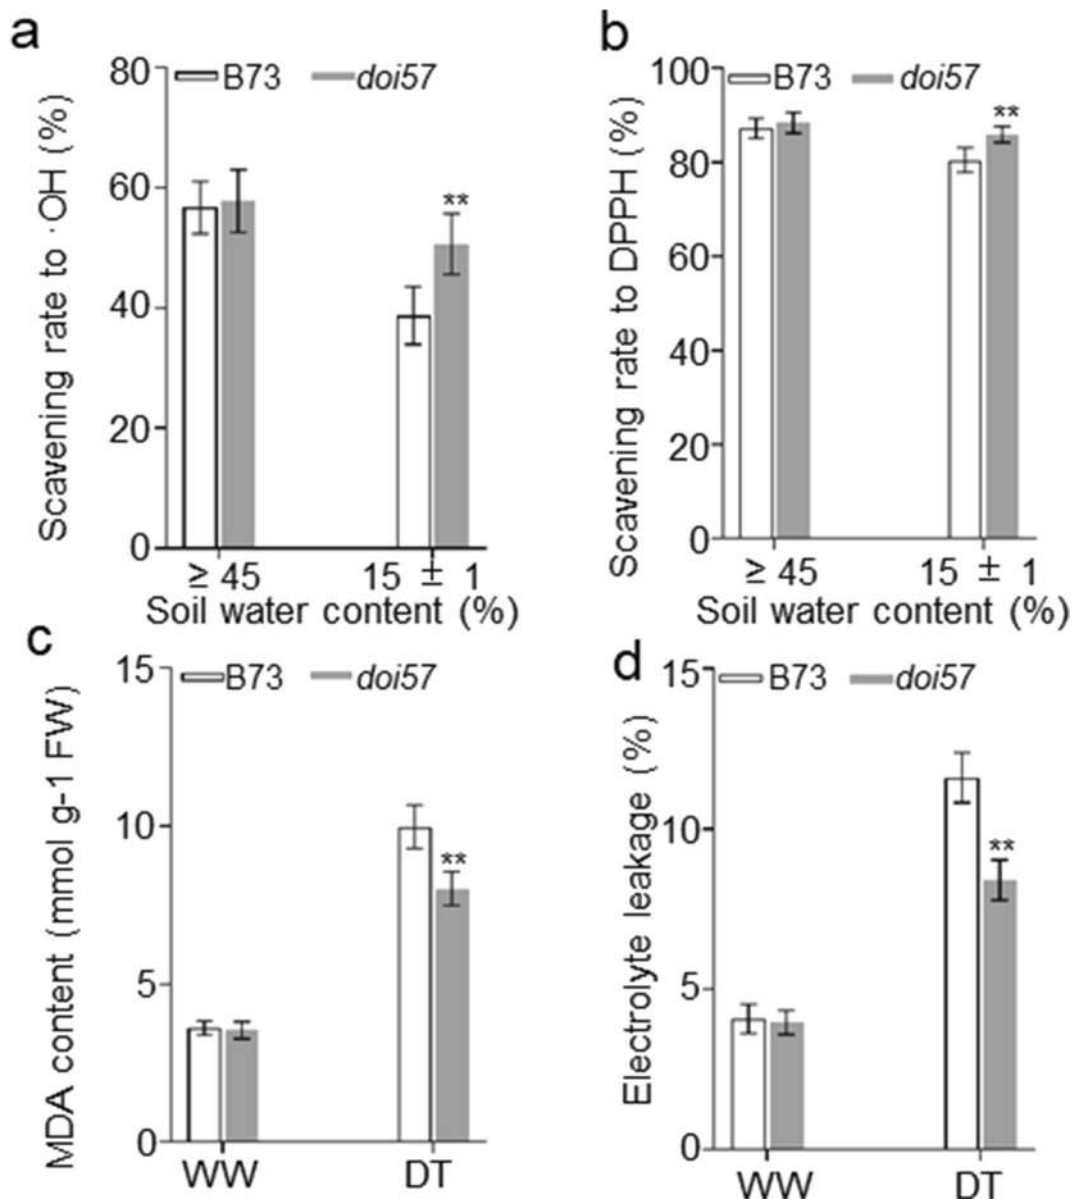 a
Scavening rate to ·OH (%)
80
60
40
20
0
B73 doi57
**
≥ 45 15 ± 1
Soil water content (%)
b
Scavening rate to DPPH (%)
100
80
60
40
20
0
B73 doi57
**
≥ 45 15 ± 1
Soil water content (%)
c
MDA content (mmol g-1 FW)
15
10
5
0
B73 doi57
**
WW DT
d
Electrolyte leakage (%)
15
10
5
0
B73 doi57
**
WW DT